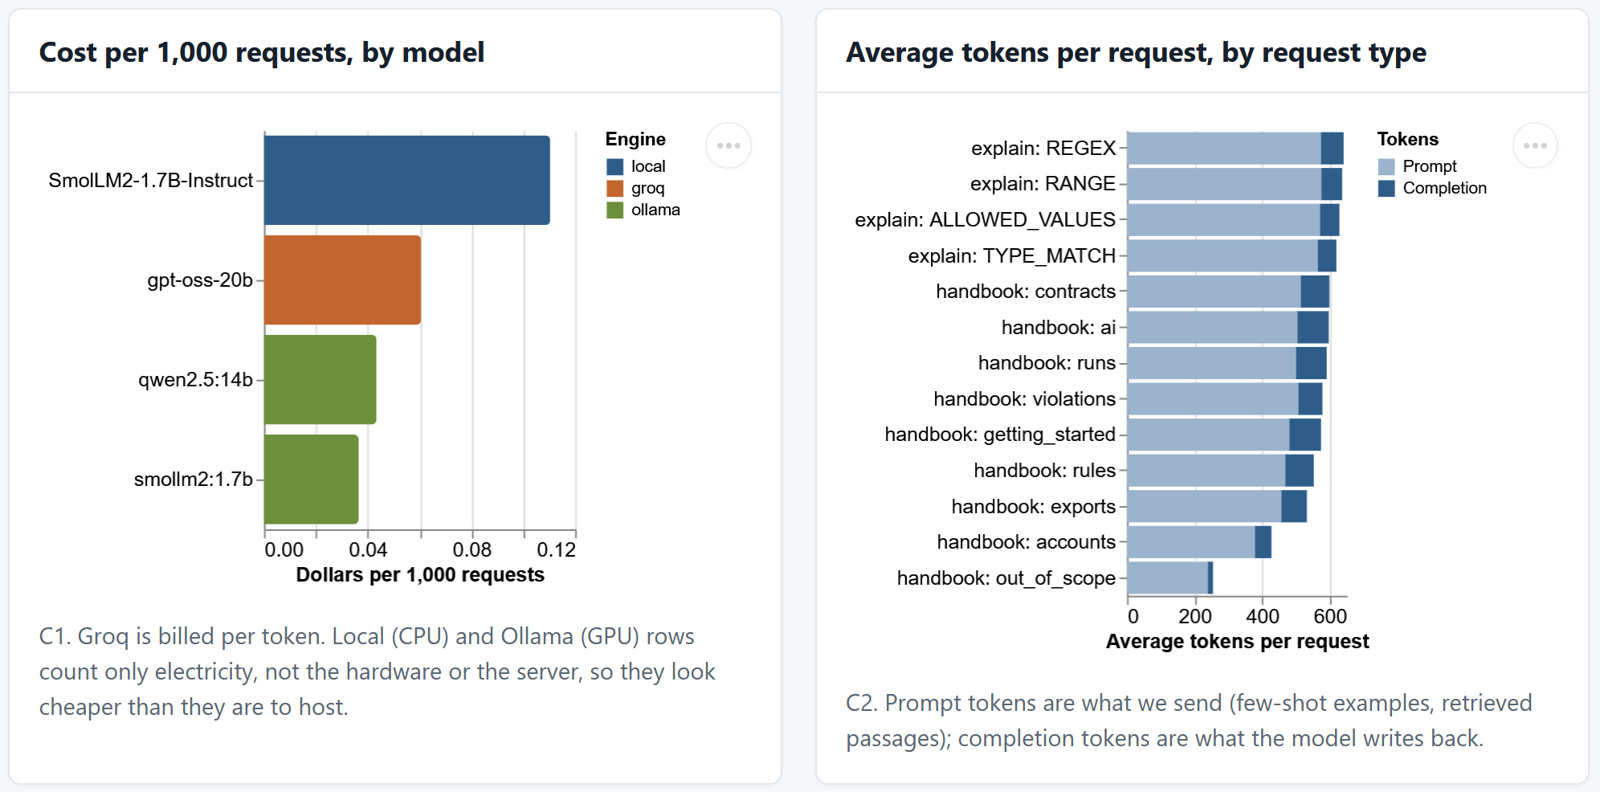 Cost per 1,000 requests, by model
SmolLM2-1.7B-Instruct
gpt-oss-20b
qwen2.5:14b
smollm2:1.7b
0.00 0.04 0.08 0.12
Dollars per 1,000 requests
Engine
local
groq
ollama
C1. Groq is billed per token. Local (CPU) and Ollama (GPU) rows
count only electricity, not the hardware or the server, so they look
cheaper than they are to host.
Average tokens per request, by request type
explain: REGEX
explain: RANGE
explain: ALLOWED_VALUES
explain: TYPE_MATCH
handbook: contracts
handbook: ai
handbook: runs
handbook: violations
handbook: getting_started
handbook: rules
handbook: exports
handbook: accounts
handbook: out_of_scope
0 200 400 600
Average tokens per request
Tokens
Prompt
Completion
C2. Prompt tokens are what we send (few-shot examples, retrieved
passages); completion tokens are what the model writes back.